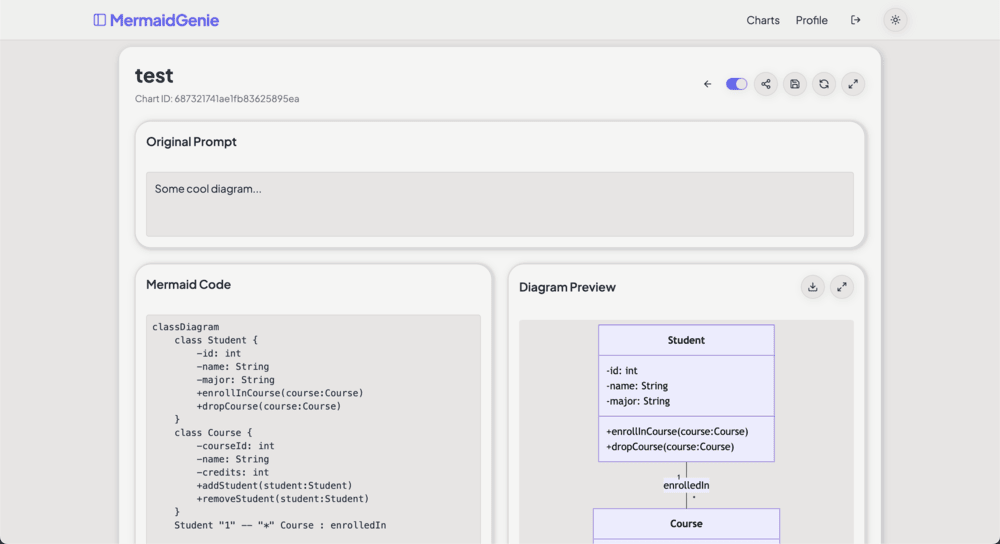 MermaidGenie
Charts
Profile
test
Chart ID: 687321741ae1fb83625895ea
Original Prompt
Some cool diagram...
Mermaid Code
classDiagram
    class Student {
        -id: int
        -name: String
        -major: String
        +enrollInCourse(course:Course)
        +dropCourse(course:Course)
    }
    class Course {
        -courseId: int
        -name: String
        -credits: int
        +addStudent(student:Student)
        +removeStudent(student:Student)
    }
    Student "1" -- "*" Course : enrolledIn
Diagram Preview
Student
-id: int
-name: String
-major: String
+enrollInCourse(course:Course)
+dropCourse(course:Course)
1
enrolledIn
*
Course